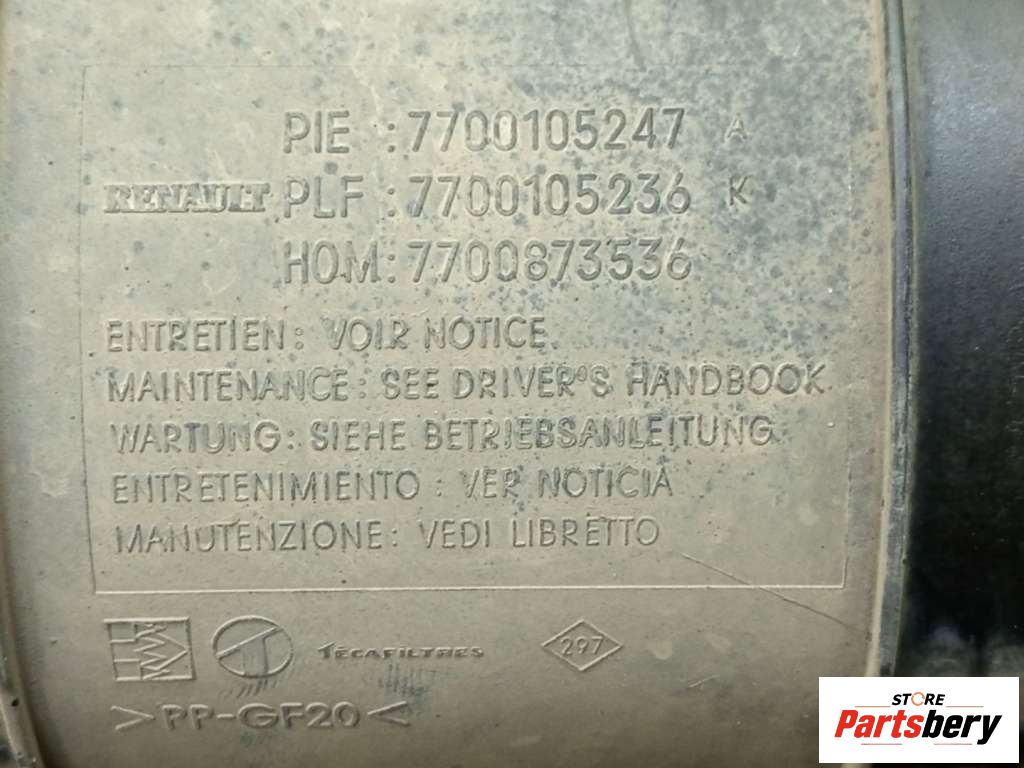 PIE : 7700105247 A
RENAULT PLF : 7700105236 K
HOM : 7700873536
ENTRETIEN : VOIR NOTICE
MAINTENANCE : SEE DRIVER'S HANDBOOK
WARTUNG : SIEHE BETRIEBSANLEITUNG
ENTRETENIMIENTO : VER NOTICIA
MANUTENZIONE : VEDI LIBRETTO
TECAFILTRES 297
>PP-GF20<
STORE
Partsbery